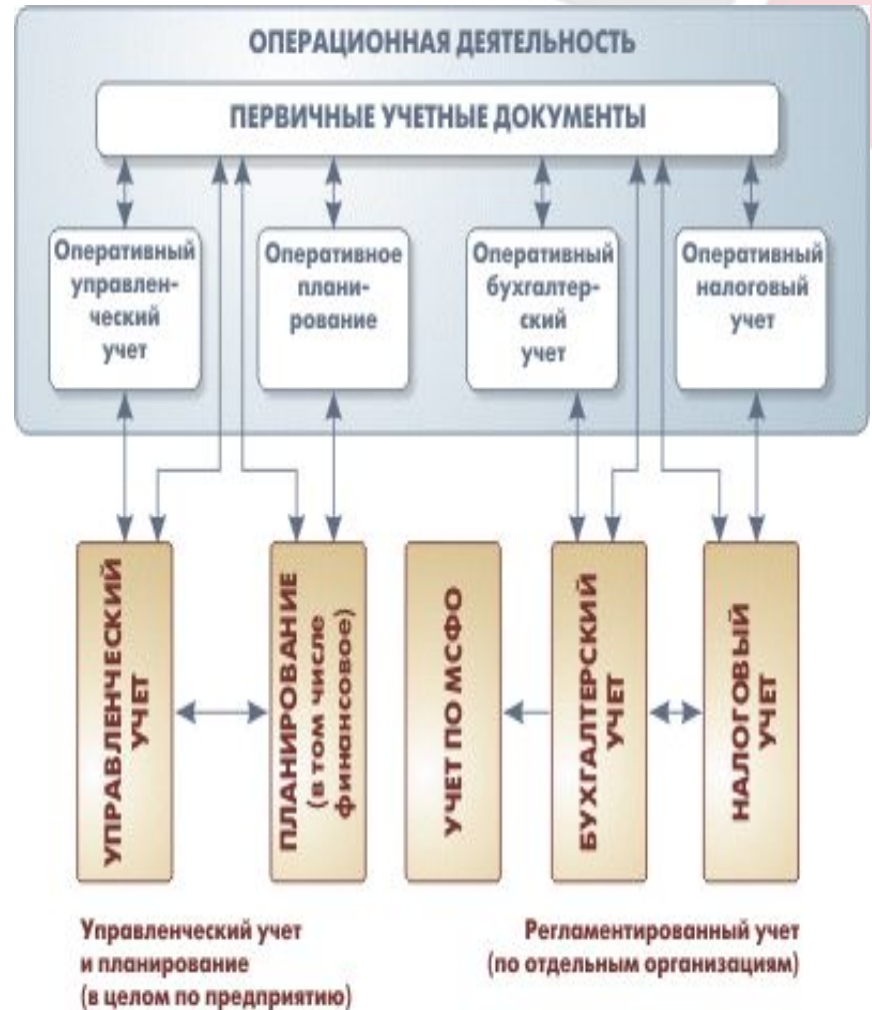 ОПЕРАЦИОННАЯ ДЕЯТЕЛЬНОСТЬ
ПЕРВИЧНЫЕ УЧЕТНЫЕ ДОКУМЕНТЫ
Оперативный
управлен-
ческий
учет
Оперативное
плани-
рование
Оперативный
бухгалтер-
ский
учет
Оперативный
налоговый
учет
УПРАВЛЕНЧЕСКИЙ
УЧЕТ
ПЛАНИРОВАНИЕ
(в том числе
финансовое)
УЧЕТ ПО МСФО
БУХГАЛТЕРСКИЙ
УЧЕТ
НАЛОГОВЫЙ
УЧЕТ
Управленческий учет
и планирование
(в целом по предприятию)
Регламентированный учет
(по отдельным организациям)